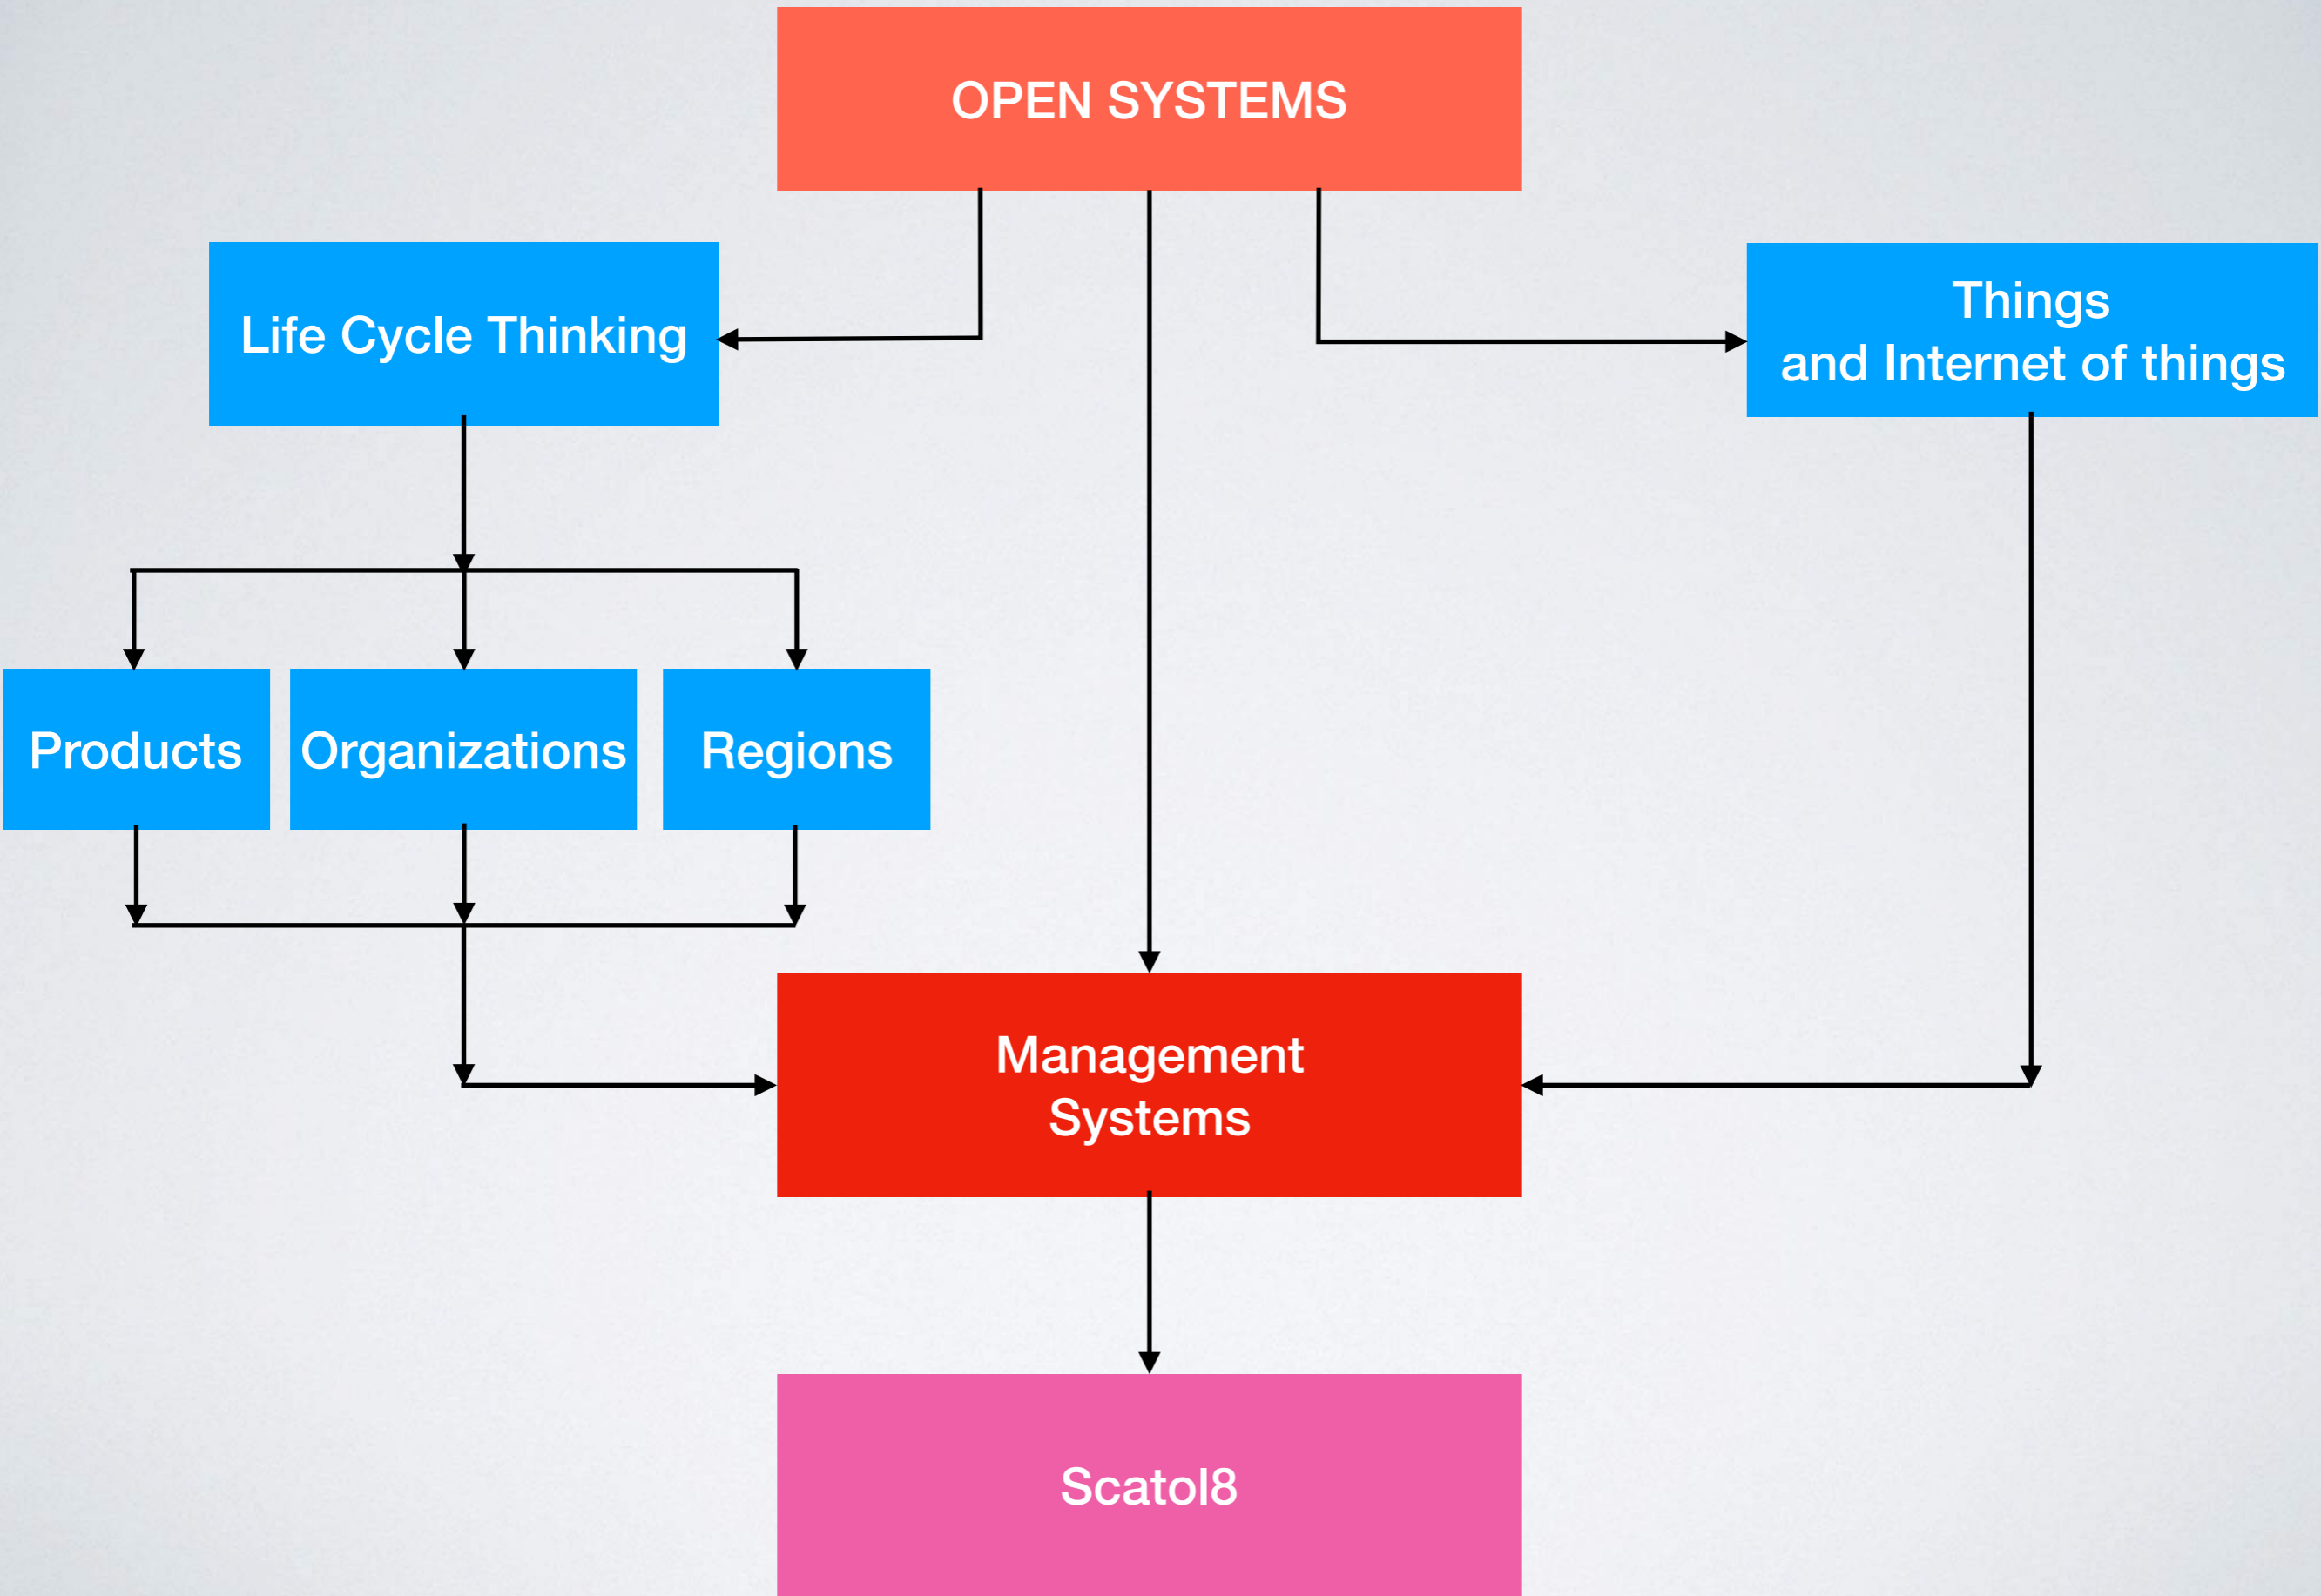 OPEN SYSTEMS
Life Cycle Thinking
Things
and Internet of things
Products
Organizations
Regions
Management
Systems
Scatol8